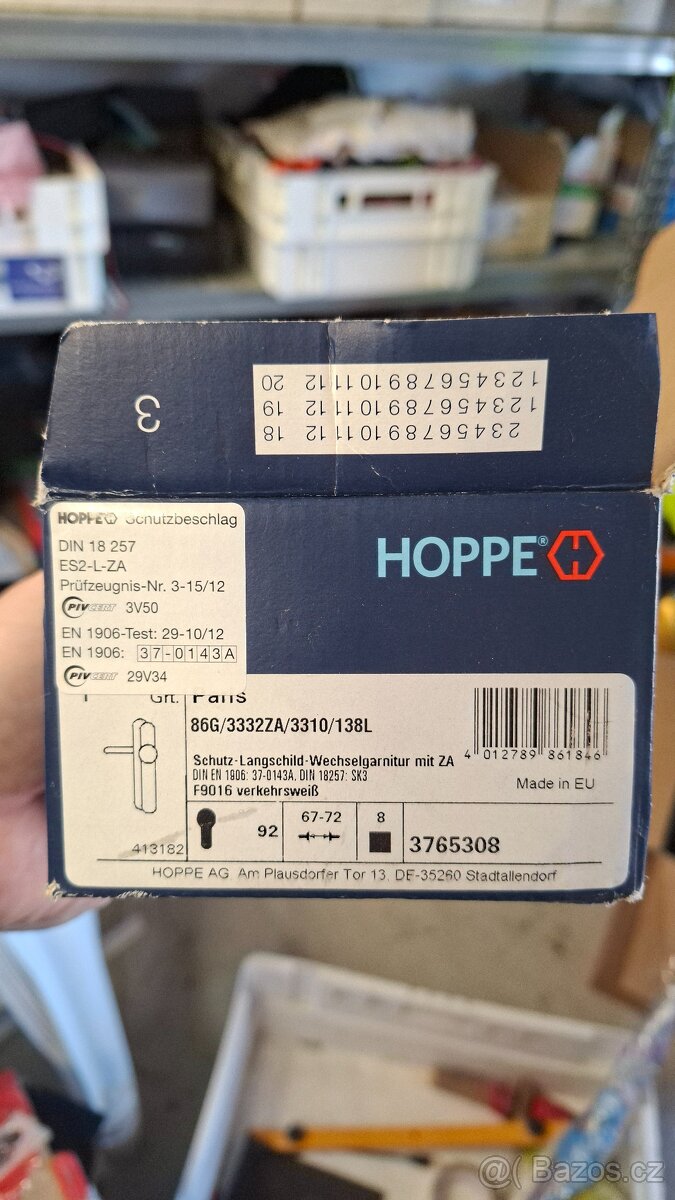 3
1 2 3 4 5 6 7 8 9 10 11 12 20
1 2 3 4 5 6 7 8 9 10 11 12 19
2 3 4 5 6 7 8 9 10 11 12 18
HOPPE Schutzbeschlag
DIN 18 257
ES2-L-ZA
Prüfzeugnis-Nr. 3-15/12
PIVCERT 3V50
EN 1906-Test: 29-10/12
EN 1906: 37-0143A
PIVCERT 29V34
HOPPE®
1 Grt. Paris
86G/3332ZA/3310/138L
Schutz-Langschild-Wechselgarnitur mit ZA
DIN EN 1906: 37-0143A, DIN 18257: SK3
F9016 verkehrsweiß
4 012789 861846
Made in EU
413182
92
67-72
8
3765308
HOPPE AG Am Plausdorfer Tor 13, DE-35260 Stadtallendorf
@( Bazos.cz